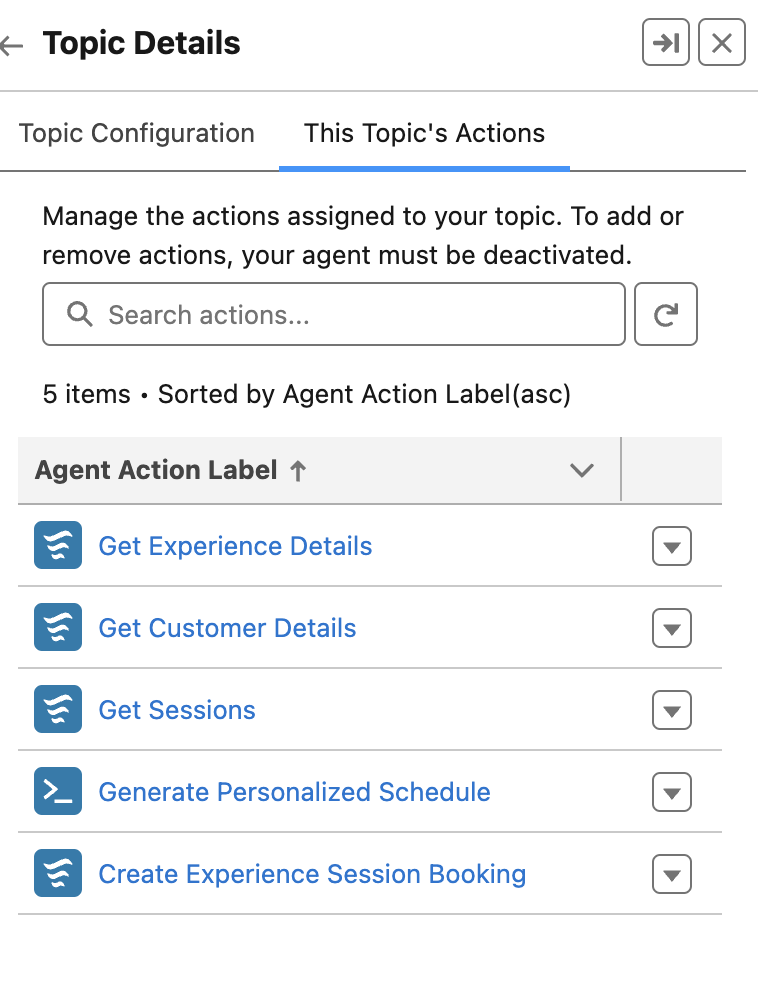 Topic Details
Topic Configuration
This Topic's Actions
Manage the actions assigned to your topic. To add or
remove actions, your agent must be deactivated.
Search actions...
5 items • Sorted by Agent Action Label(asc)
Agent Action Label
Get Experience Details
Get Customer Details
Get Sessions
Generate Personalized Schedule
Create Experience Session Booking